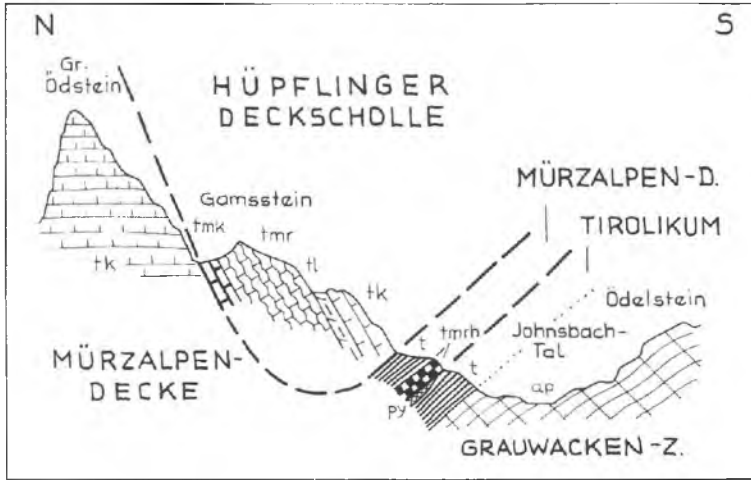 N
S
Gr.
Ödstein
HÜPFLINGER
DECKSCHOLLE
MÜRZALPEN-D.
TIROLIKUM
Gamsstein
tmk
tmr
tl
tk
tk
Ödelstein
Johnsbach-
Tal
t
tmrh
t
MÜRZALPEN-
DECKE
py
ap
GRAUWACKEN-Z.